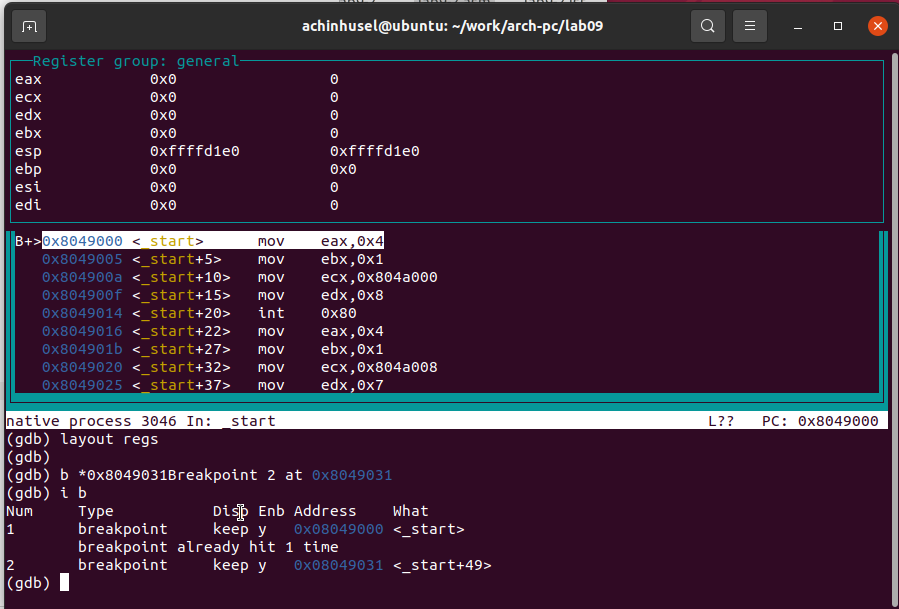 achinhusel@ubuntu: ~/work/arch-pc/lab09
Register group: general
eax 0x0 0
ecx 0x0 0
edx 0x0 0
ebx 0x0 0
esp 0xffffd1e0 0xffffd1e0
ebp 0x0 0x0
esi 0x0 0
edi 0x0 0
B+>0x8049000 <_start> mov eax,0x4
0x8049005 <_start+5> mov ebx,0x1
0x804900a <_start+10> mov ecx,0x804a000
0x804900f <_start+15> mov edx,0x8
0x8049014 <_start+20> int 0x80
0x8049016 <_start+22> mov eax,0x4
0x804901b <_start+27> mov ebx,0x1
0x8049020 <_start+32> mov ecx,0x804a008
0x8049025 <_start+37> mov edx,0x7
native process 3046 In: _start L?? PC: 0x8049000
(gdb) layout regs
(gdb)
(gdb) b *0x8049031Breakpoint 2 at 0x8049031
(gdb) i b
Num Type Disp Enb Address What
1 breakpoint keep y 0x08049000 <_start>
breakpoint already hit 1 time
2 breakpoint keep y 0x08049031 <_start+49>
(gdb)